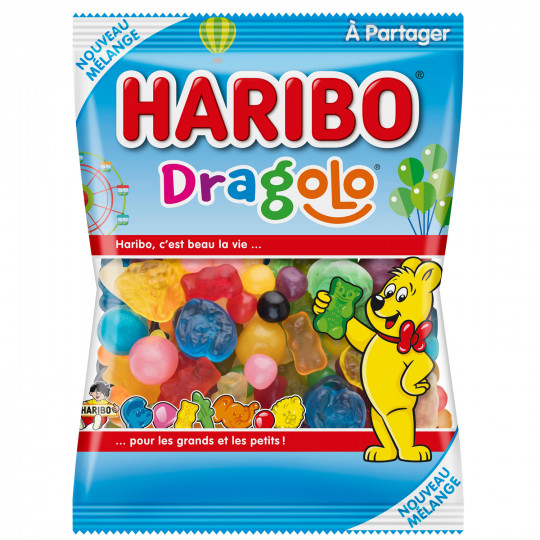 NOUVEAU
MÉLANGE
À Partager
HARIBO®
Dragolo®
Haribo, c'est beau la vie ...
HARIBO
... pour les grands et les petits !
NOUVEAU
MÉLANGE